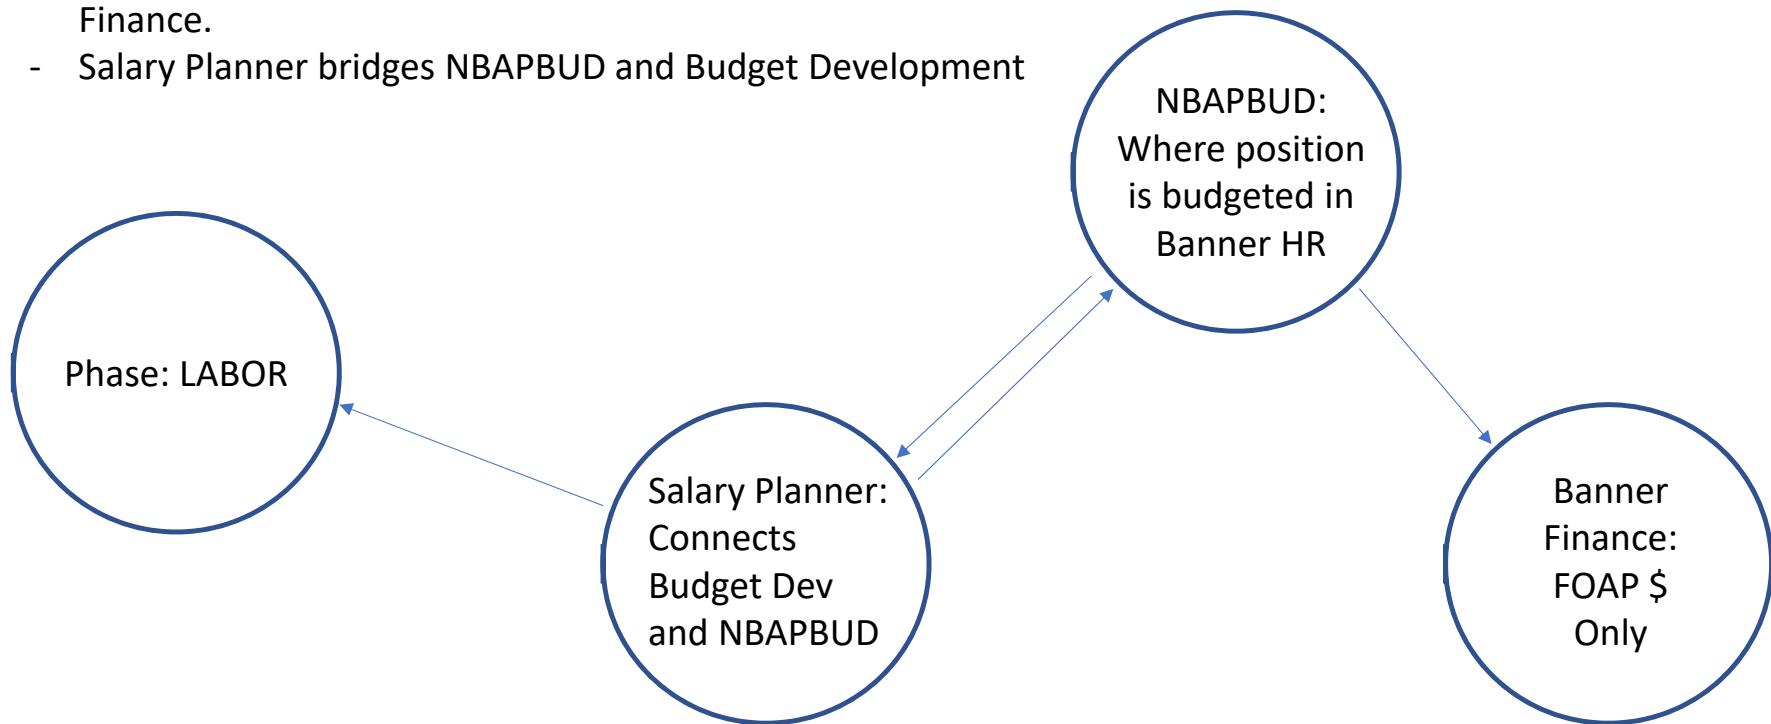 Finance.
- Salary Planner bridges NBAPBUD and Budget Development
NBAPBUD:
Where position
is budgeted in
Banner HR
Phase: LABOR
Salary Planner:
Connects
Budget Dev
and NBAPBUD
Banner
Finance:
FOAP $
Only